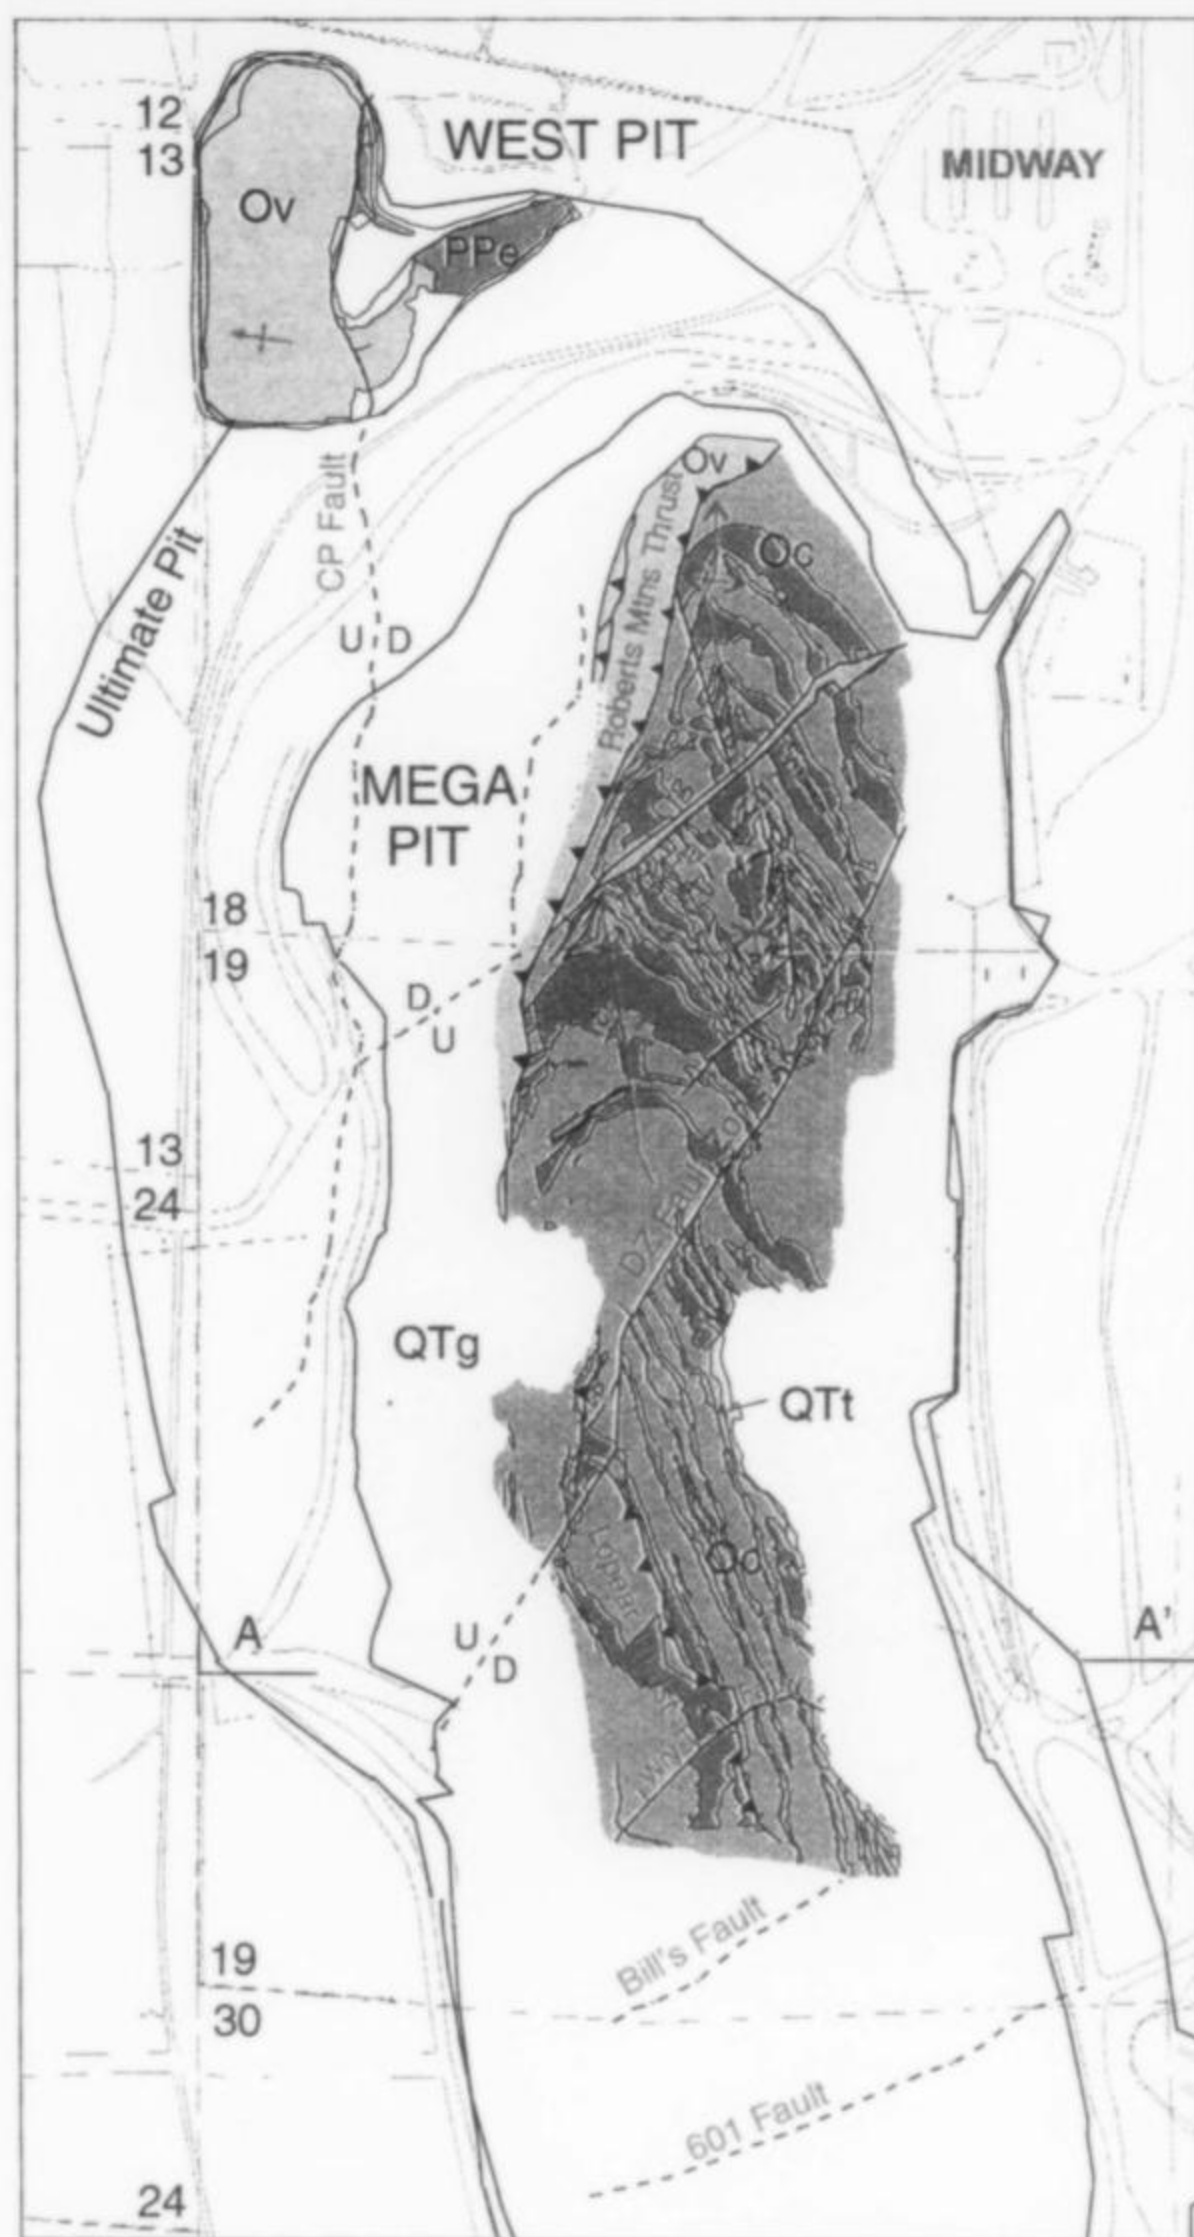 12
13
WEST PIT
MIDWAY
Ov
PPe
CP Fault
Ov
Roberts Mtns Thrust
Oc
Ultimate Pit
U D
MEGA
PIT
18
19
D
U
13
24
DZ Fault
QTg
QTt
Lopear
U
D
A
A'
19
30
Bill's Fault
601 Fault
24